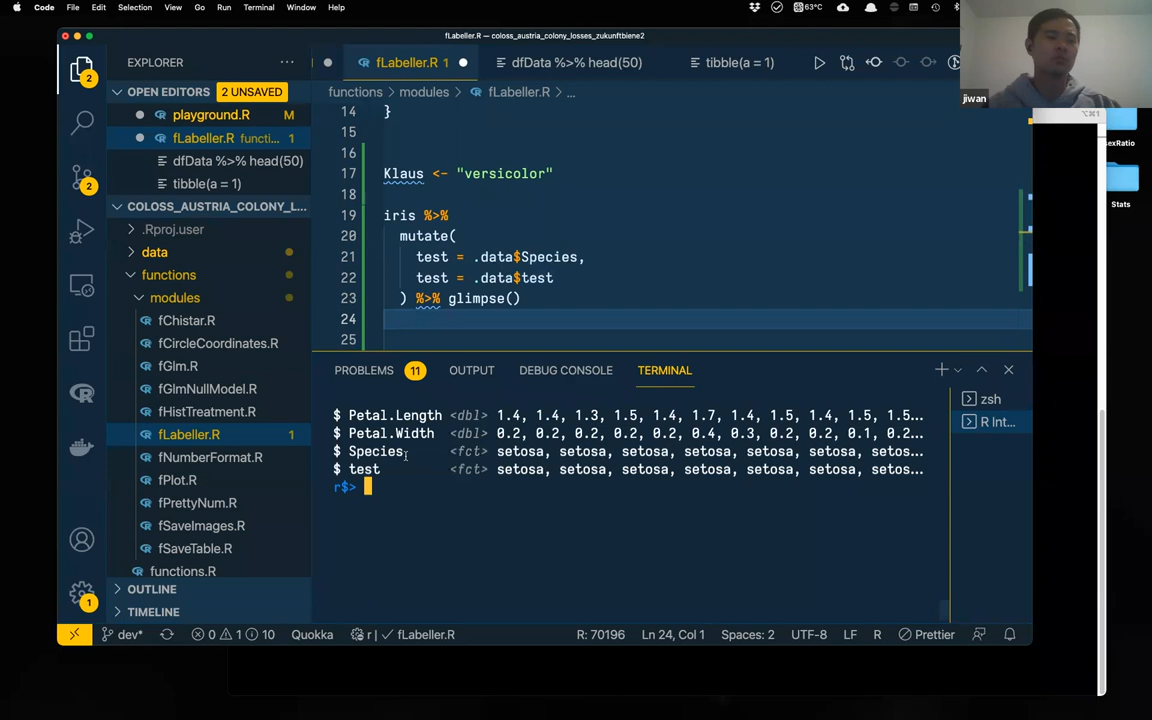 Code File Edit Selection View Go Run Terminal Window Help
63°C
fLabeller.R — coloss_austria_colony_losses_zukunftbiene2
jiwan
EXPLORER
fLabeller.R 1
dfData %>% head(50)
tibble(a = 1)
OPEN EDITORS
2 UNSAVED
functions > modules > fLabeller.R > ...
playground.R M
fLabeller.R functi... 1
dfData %>% head(50)
tibble(a = 1)
COLOSS_AUSTRIA_COLONY_L...
.Rproj.user
data
functions
modules
fChistar.R
fCircleCoordinates.R
fGlm.R
fGlmNullModel.R
fHistTreatment.R
fLabeller.R 1
fNumberFormat.R
fPlot.R
fPrettyNum.R
fSaveImages.R
fSaveTable.R
functions.R
OUTLINE
TIMELINE
2
2
1
14 }
15
16
17 Klaus <- "versicolor"
18
19 iris %>%
20 mutate(
21 test = .data$Species,
22 test = .data$test
23 ) %>% glimpse()
24
25
PROBLEMS 11 OUTPUT DEBUG CONSOLE TERMINAL
zsh
R Int...
$ Petal.Length <dbl> 1.4, 1.4, 1.3, 1.5, 1.4, 1.7, 1.4, 1.5, 1.4, 1.5, 1.5...
$ Petal.Width <dbl> 0.2, 0.2, 0.2, 0.2, 0.2, 0.4, 0.3, 0.2, 0.2, 0.1, 0.2...
$ Species <fct> setosa, setosa, setosa, setosa, setosa, setosa, setos...
$ test <fct> setosa, setosa, setosa, setosa, setosa, setosa, setos...
r$>
dev* 0 1 10 Quokka r | ✓ fLabeller.R R: 70196 Ln 24, Col 1 Spaces: 2 UTF-8 LF R Prettier
⌥⌘1
sexRatio
Stats